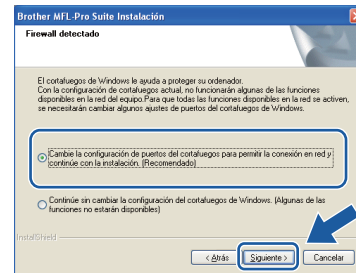 Brother MFL-Pro Suite Instalación
Firewall detectado
El cortafuegos de Windows le ayuda a proteger su ordenador.
Con la configuración de cortafuegos actual, no funcionarán algunas de las funciones
disponibles en la red del equipo.Para que todas las funciones disponibles en la red se activen,
se necesitarán cambiar algunos ajustes de puertos del cortafuegos de Windows.
Cambie la configuración de puertos del cortafuegos para permitir la conexión en red y
continúe con la instalación. (Recomendado)
Continúe sin cambiar la configuración del cortafuegos de Windows. (Algunas de las
funciones no estarán disponibles)
InstallShield
< Atrás Siguiente > Cancelar